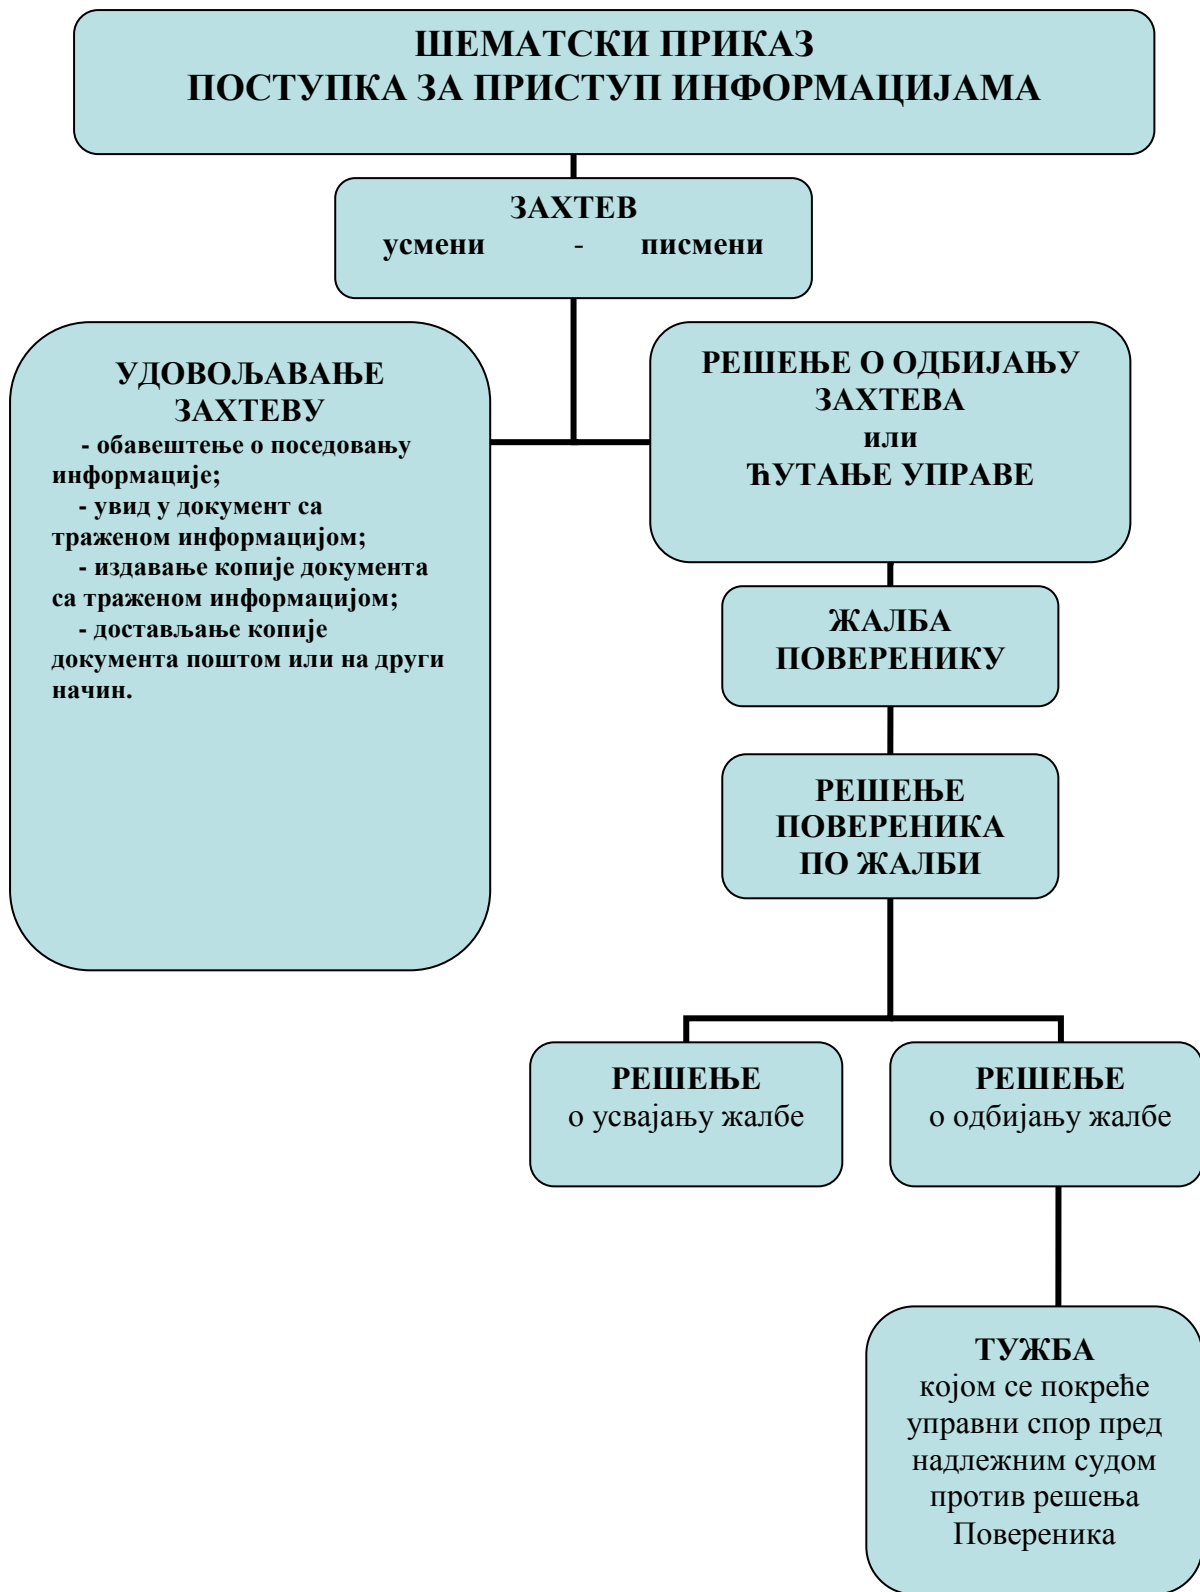 ШЕМАТСКИ ПРИКАЗ
ПОСТУПКА ЗА ПРИСТУП ИНФОРМАЦИЈАМА
ЗАХТЕВ
усмени - писмени
УДОВОЉАВАЊЕ
ЗАХТЕВУ
- обавештење о поседовању
информације;
- увид у документ са
траженом информацијом;
- издавање копије документа
са траженом информацијом;
- достављање копије
документа поштом или на други
начин.
РЕШЕЊЕ О ОДБИЈАЊУ
ЗАХТЕВА
или
ЋУТАЊЕ УПРАВЕ
ЖАЛБА
ПОВЕРЕНИКУ
РЕШЕЊЕ
ПОВЕРЕНИКА
ПО ЖАЛБИ
РЕШЕЊЕ
о усвајању жалбе
РЕШЕЊЕ
о одбијању жалбе
ТУЖБА
којом се покреће
управни спор пред
надлежним судом
против решења
Повереника